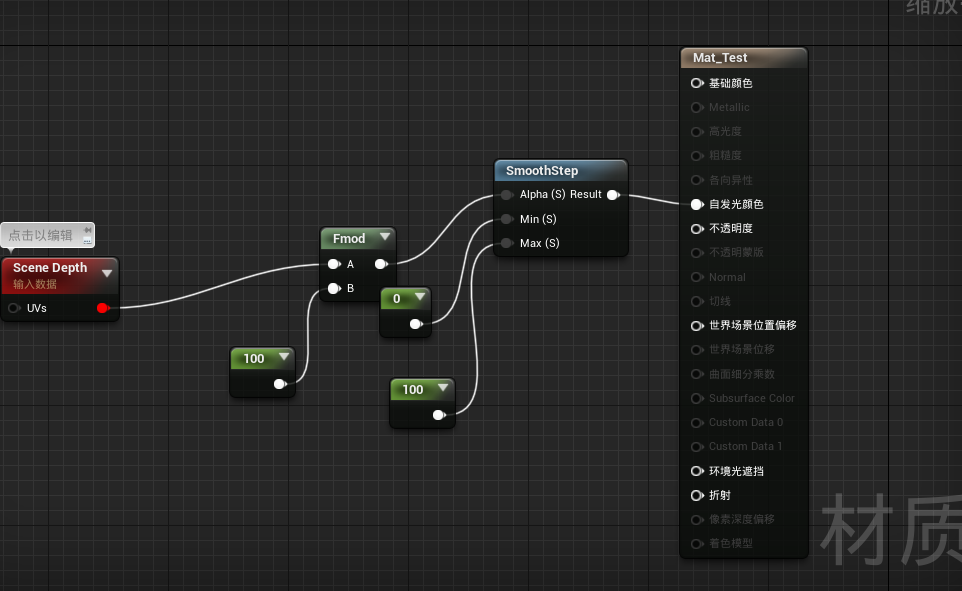 缩放
点击以编辑
Scene Depth
输入数据
UVs
Fmod
A
B
100
0
100
SmoothStep
Alpha (S) Result
Min (S)
Max (S)
Mat_Test
基础颜色
Metallic
高光度
粗糙度
各向异性
自发光颜色
不透明度
不透明蒙版
Normal
切线
世界场景位置偏移
世界场景位移
曲面细分乘数
Subsurface Color
Custom Data 0
Custom Data 1
环境光遮挡
折射
像素深度偏移
着色模型
材质